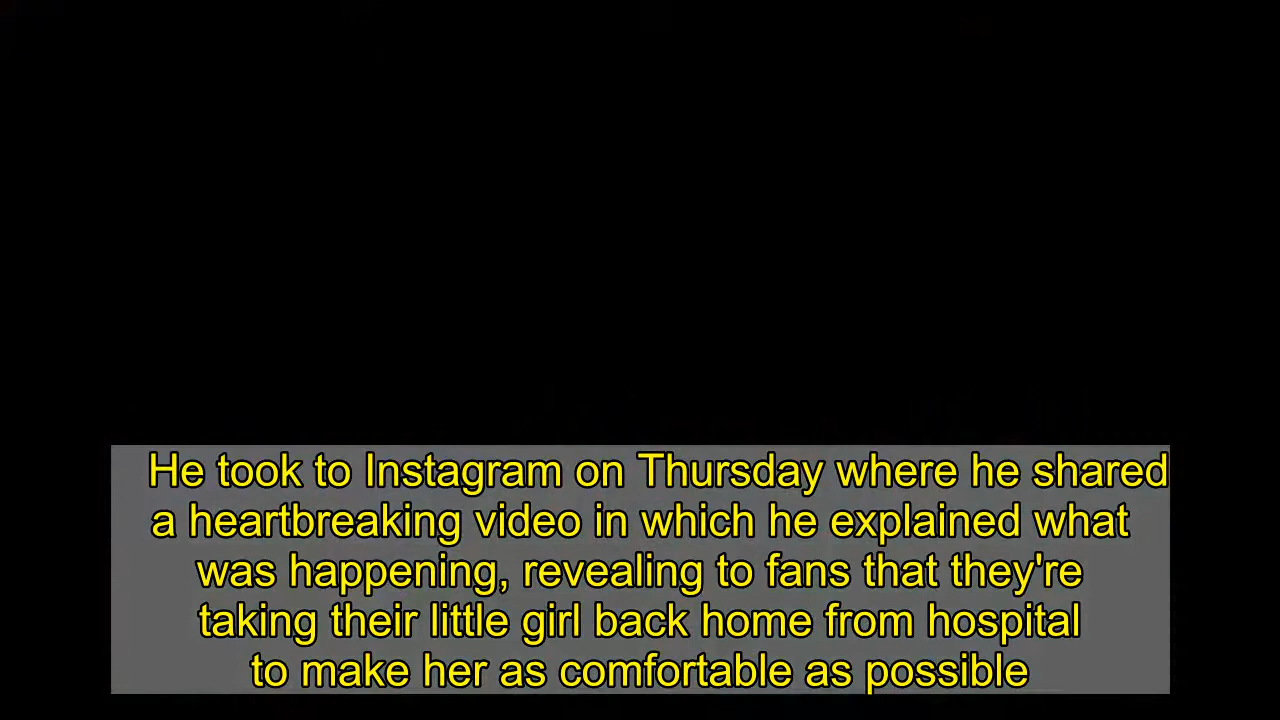 He took to Instagram on Thursday where he shared
a heartbreaking video in which he explained what
was happening, revealing to fans that they're
taking their little girl back home from hospital
to make her as comfortable as possible